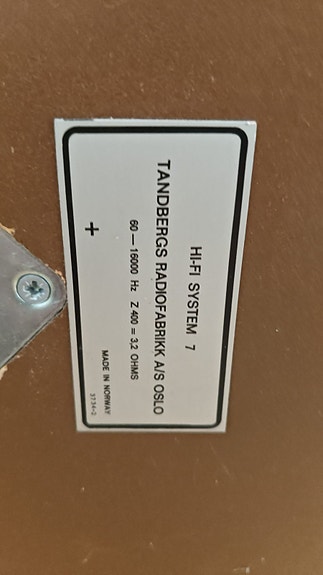 HI-FI SYSTEM 7
TANDBERGS RADIOFABRIKK A/S OSLO
60—16000 Hz Z 400 = 3,2 OHMS
MADE IN NORWAY
+